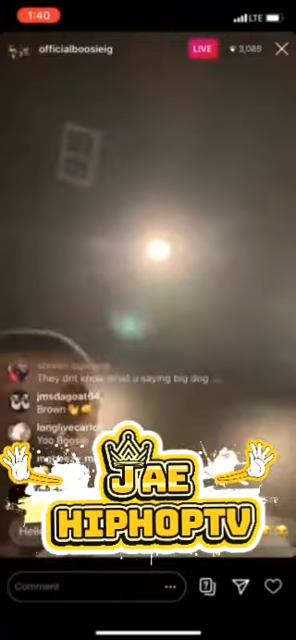 1:40
LTE
officialboosieig
LIVE
3,085
They dnt know what u saying big dog ...
jmsdagoat64
Brown
longlivecarlo
Yoo Boosie
JAE
HIPHOPTV
Comment